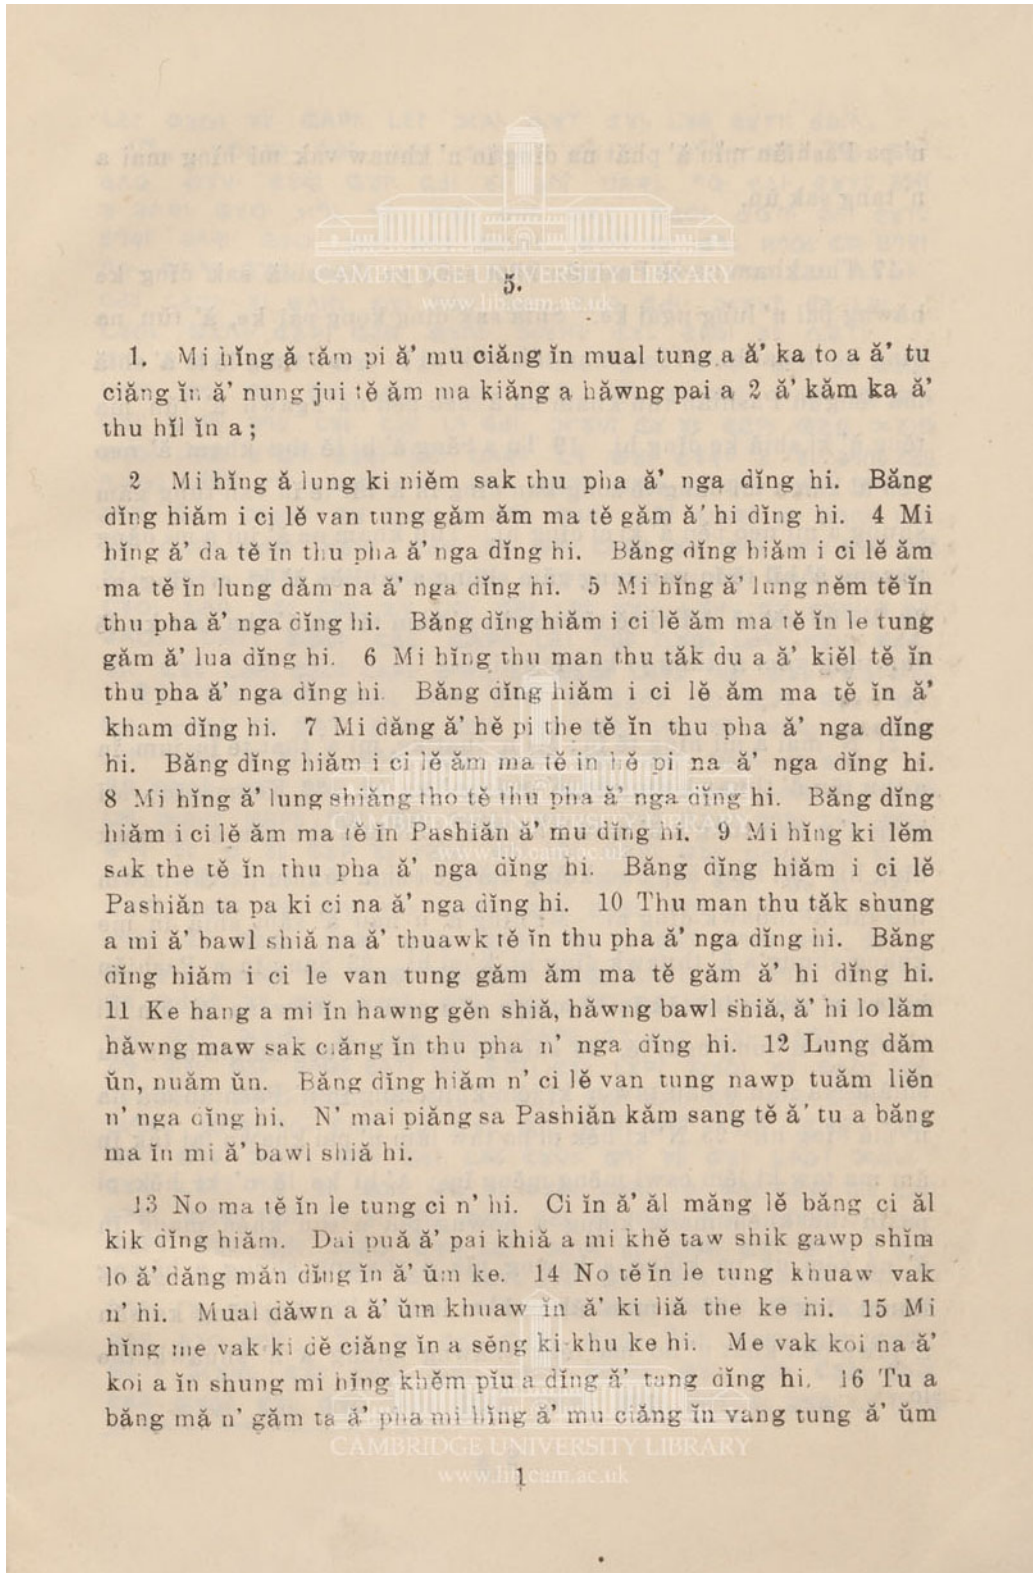 5.
1. Mi hĭng ă tăm pi ă’ mu ciăng ĭn mual tung a ă’ ka to a ă’ tu
ciăng ĭn ă’ nung jui tĕ ăm ma kiăng a hăwng pai a 2 ă’ kăm ka ă’
thu hĭl ĭn a ;
2 Mi hĭng ă lung ki niĕm sak thu pha ă’ nga dĭng hi. Băng
dĭng hiăm i ci lĕ van tung găm ăm ma tĕ găm ă’ hi dĭng hi. 4 Mi
hĭng ă’ da tĕ ĭn thu pha ă’ nga dĭng hi. Băng dĭng hiăm i ci lĕ ăm
ma tĕ ĭn lung dăm na ă’ nga dĭng hi. 5 Mi hĭng ă’ lung nĕm tĕ ĭn
thu pha ă’ nga dĭng hi. Băng dĭng hiăm i ci lĕ ăm ma tĕ ĭn le tung
găm ă’ lua dĭng hi. 6 Mi hĭng thu man thu tăk du a ă’ kiĕl tĕ ĭn
thu pha ă’ nga dĭng hi. Băng dĭng hiăm i ci lĕ ăm ma tĕ ĭn ă’
kham dĭng hi. 7 Mi dăng ă’ hĕ pi the tĕ ĭn thu pha ă’ nga dĭng
hi. Băng dĭng hiăm i ci lĕ ăm ma tĕ in hĕ pi na ă’ nga dĭng hi.
8 Mi hĭng ă’ lung shiăng tho tĕ thu pha ă’ nga dĭng hi. Băng dĭng
hiăm i ci lĕ ăm ma tĕ in Pashiăn ă’ mu dĭng hi. 9 Mi hĭng ki lĕm
sak the tĕ ĭn thu pha ă’ nga dĭng hi. Băng dĭng hiăm i ci lĕ
Pashiăn ta pa ki ci na ă’ nga dĭng hi. 10 Thu man thu tăk shung
a mi ă’ bawl shiă na ă’ thuawk tĕ ĭn thu pha ă’ nga dĭng hi. Băng
dĭng hiăm i ci le van tung găm ăm ma tĕ găm ă’ hi dĭng hi.
11 Ke hang a mi ĭn hawng gĕn shiă, hăwng bawl shiă, ă’ hi lo lăm
hăwng maw sak ciăng ĭn thu pha n’ nga dĭng hi. 12 Lung dăm
ŭn, nuăm ŭn. Băng dĭng hiăm n’ ci lĕ van tung nawp tuăm liĕn
n’ nga dĭng hi. N’ mai piăng sa Pashiăn kăm sang tĕ ă’ tu a băng
ma ĭn mi ă’ bawl shiă hi.
13 No ma tĕ ĭn le tung ci n’ hi. Ci ĭn ă’ ăl măng lĕ băng ci ăl
kik dĭng hiăm. Dai puă ă’ pai khiă a mi khĕ taw shik gawp shĭm
lo ă’ dăng măn dĭng ĭn ă’ ŭm ke. 14 No tĕ ĭn le tung khuaw vak
n’ hi. Mual dăwn a ă’ ŭm khuaw ĭn ă’ ki liă the ke hi. 15 Mi
hĭng me vak ki dĕ ciăng ĭn a sĕng ki khu ke hi. Me vak koi na ă’
koi a ĭn shung mi hĭng khĕm pĭu a dĭng ă’ tang dĭng hi. 16 Tu a
băng mă n’ găm ta ă’ pha mi hĭng ă’ mu ciăng ĭn vang tung ă’ ŭm
1
CAMBRIDGE UNIVERSITY LIBRARY
www.lib.cam.ac.uk